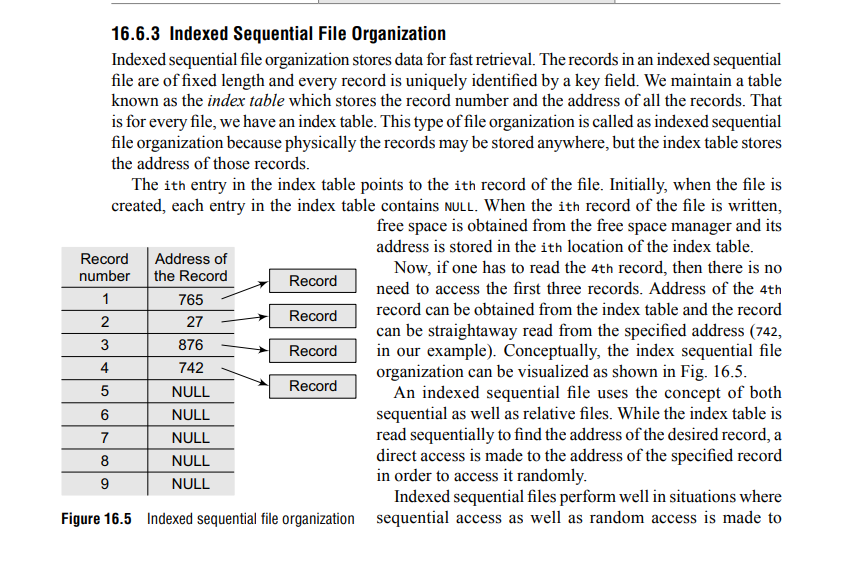 16.6.3 Indexed Sequential File Organization
Indexed sequential file organization stores data for fast retrieval. The records in an indexed sequential
file are of fixed length and every record is uniquely identified by a key field. We maintain a table
known as the index table which stores the record number and the address of all the records. That
is for every file, we have an index table. This type of file organization is called as indexed sequential
file organization because physically the records may be stored anywhere, but the index table stores
the address of those records.
The ith entry in the index table points to the ith record of the file. Initially, when the file is
created, each entry in the index table contains NULL. When the ith record of the file is written,
free space is obtained from the free space manager and its
address is stored in the ith location of the index table.
Now, if one has to read the 4th record, then there is no
need to access the first three records. Address of the 4th
record can be obtained from the index table and the record
can be straightaway read from the specified address (742,
in our example). Conceptually, the index sequential file
organization can be visualized as shown in Fig. 16.5.
An indexed sequential file uses the concept of both
sequential as well as relative files. While the index table is
read sequentially to find the address of the desired record, a
direct access is made to the address of the specified record
in order to access it randomly.
Indexed sequential files perform well in situations where
sequential access as well as random access is made to
Record Address of
number the Record
1 765 Record
2 27 Record
3 876 Record
4 742 Record
5 NULL
6 NULL
7 NULL
8 NULL
9 NULL
Figure 16.5 Indexed sequential file organization